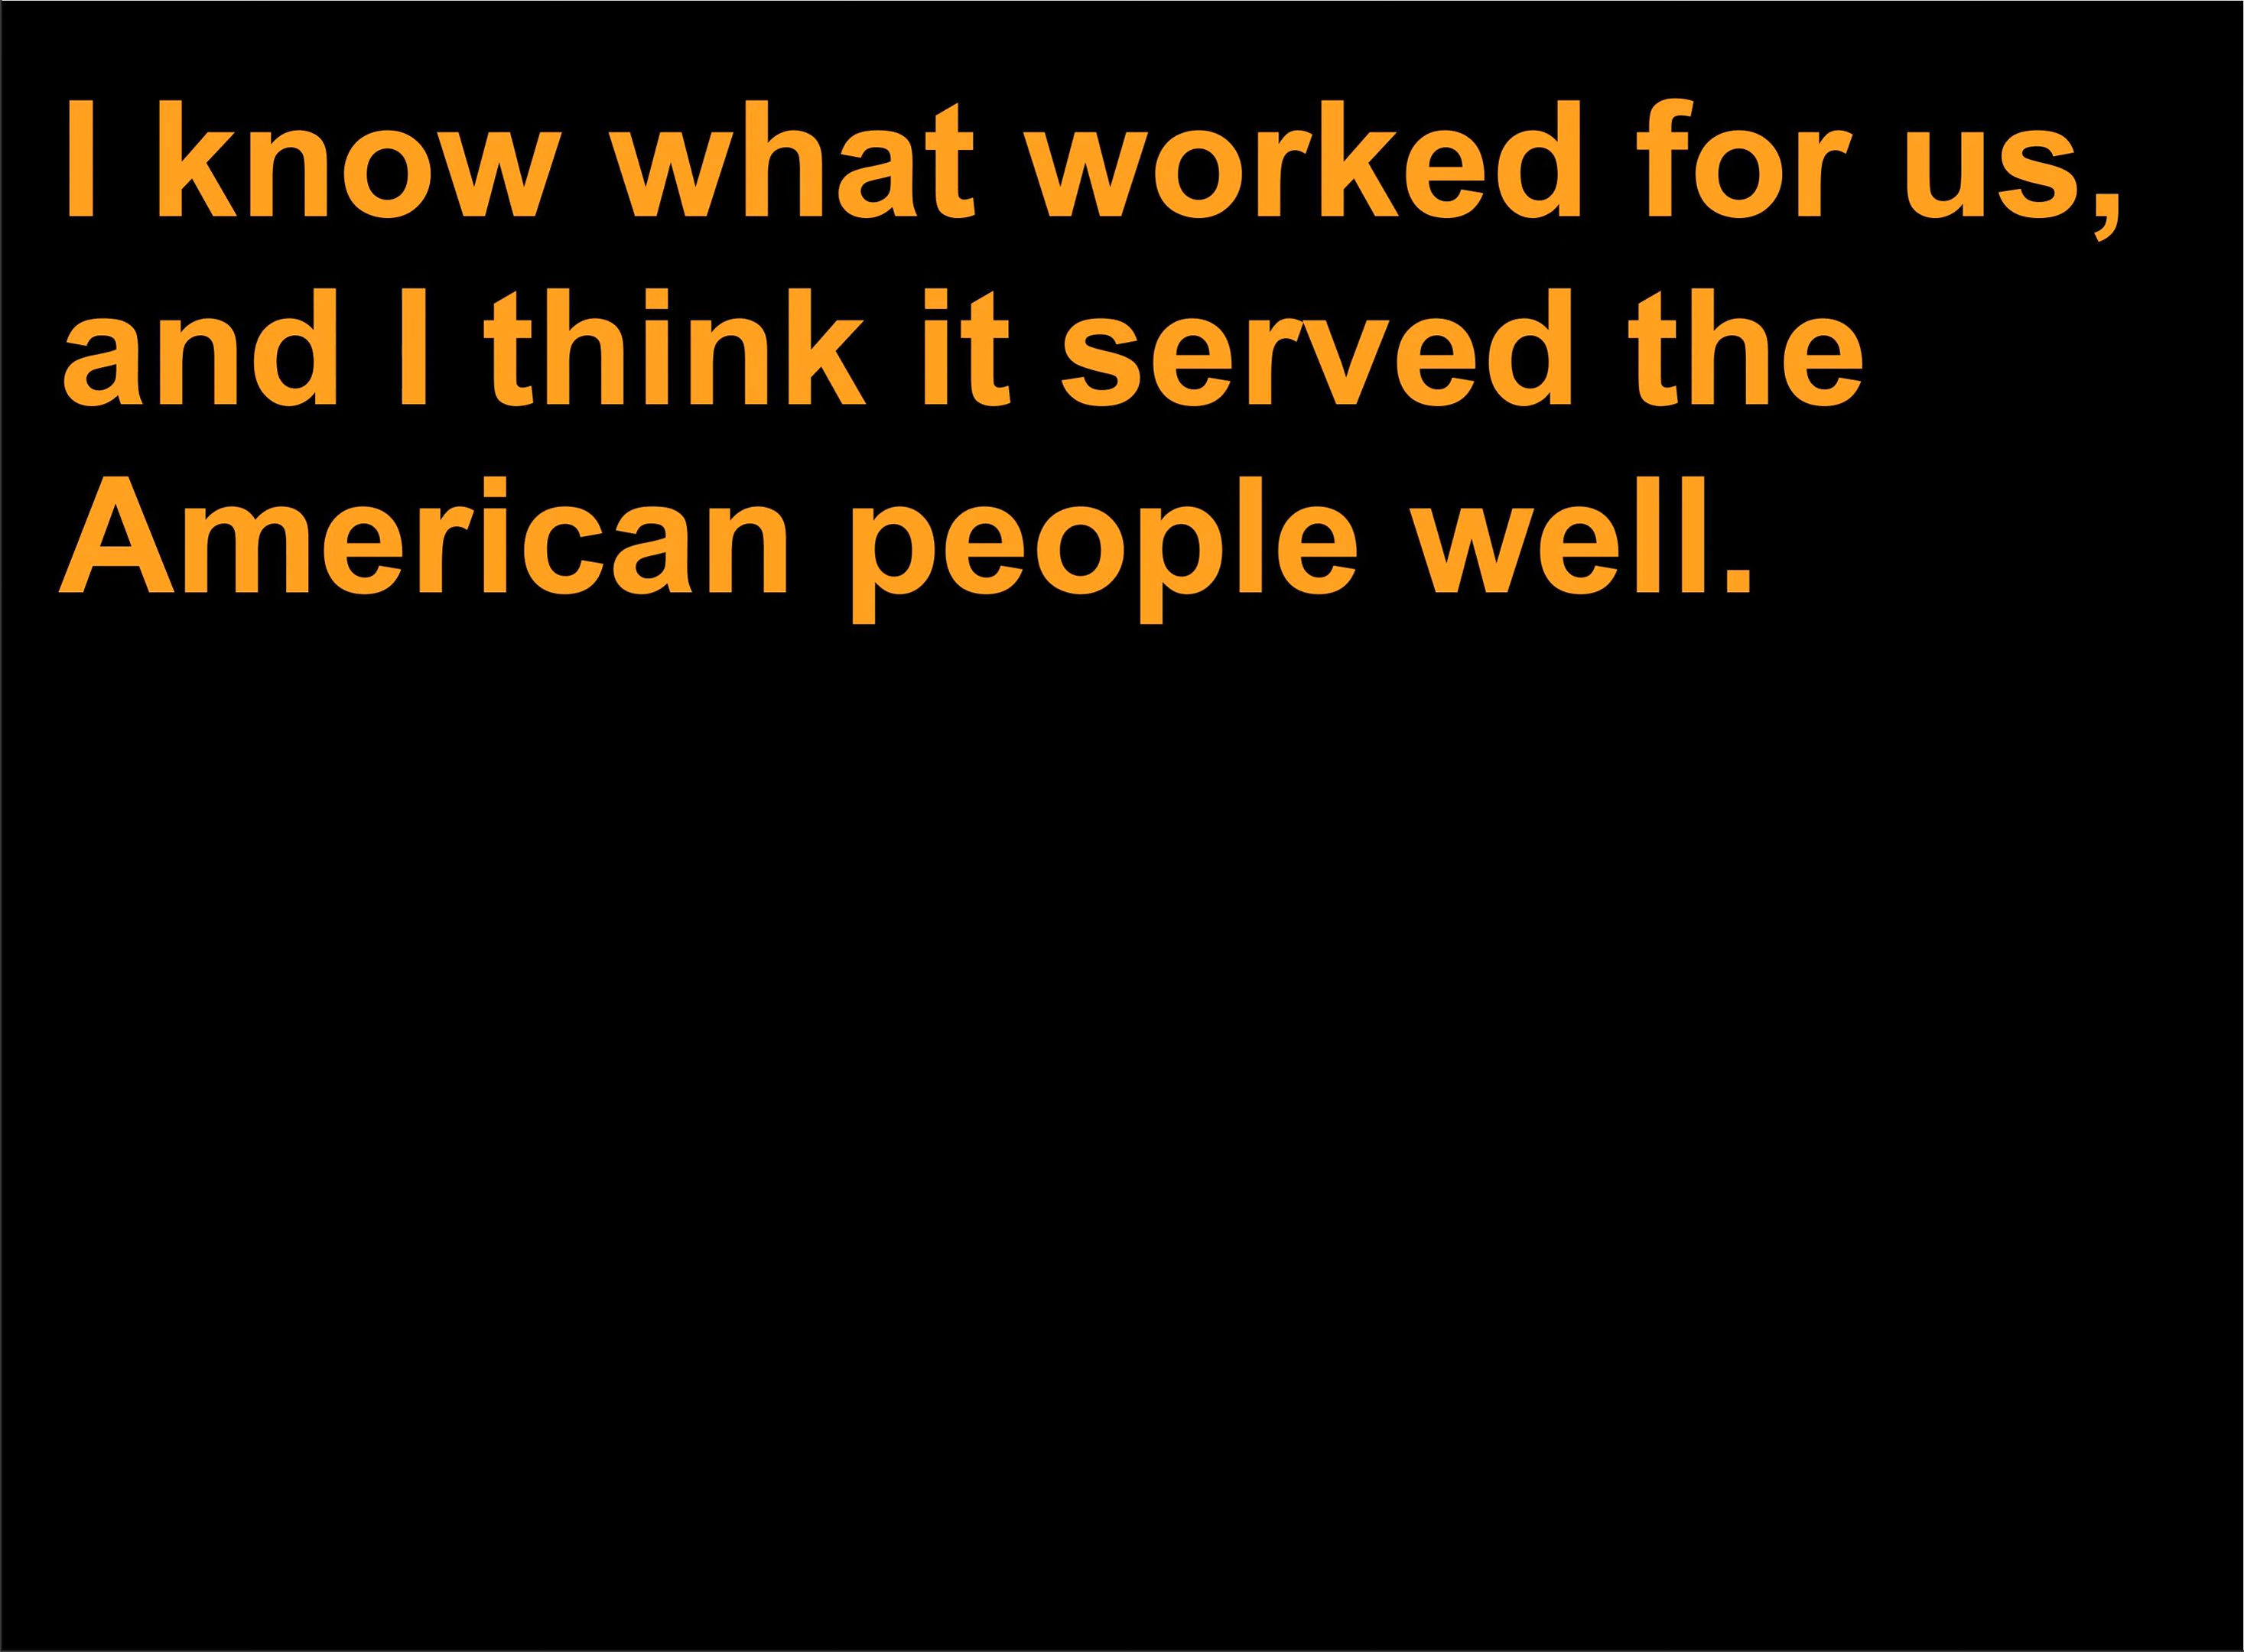 I know what worked for us,
and I think it served the
American people well.